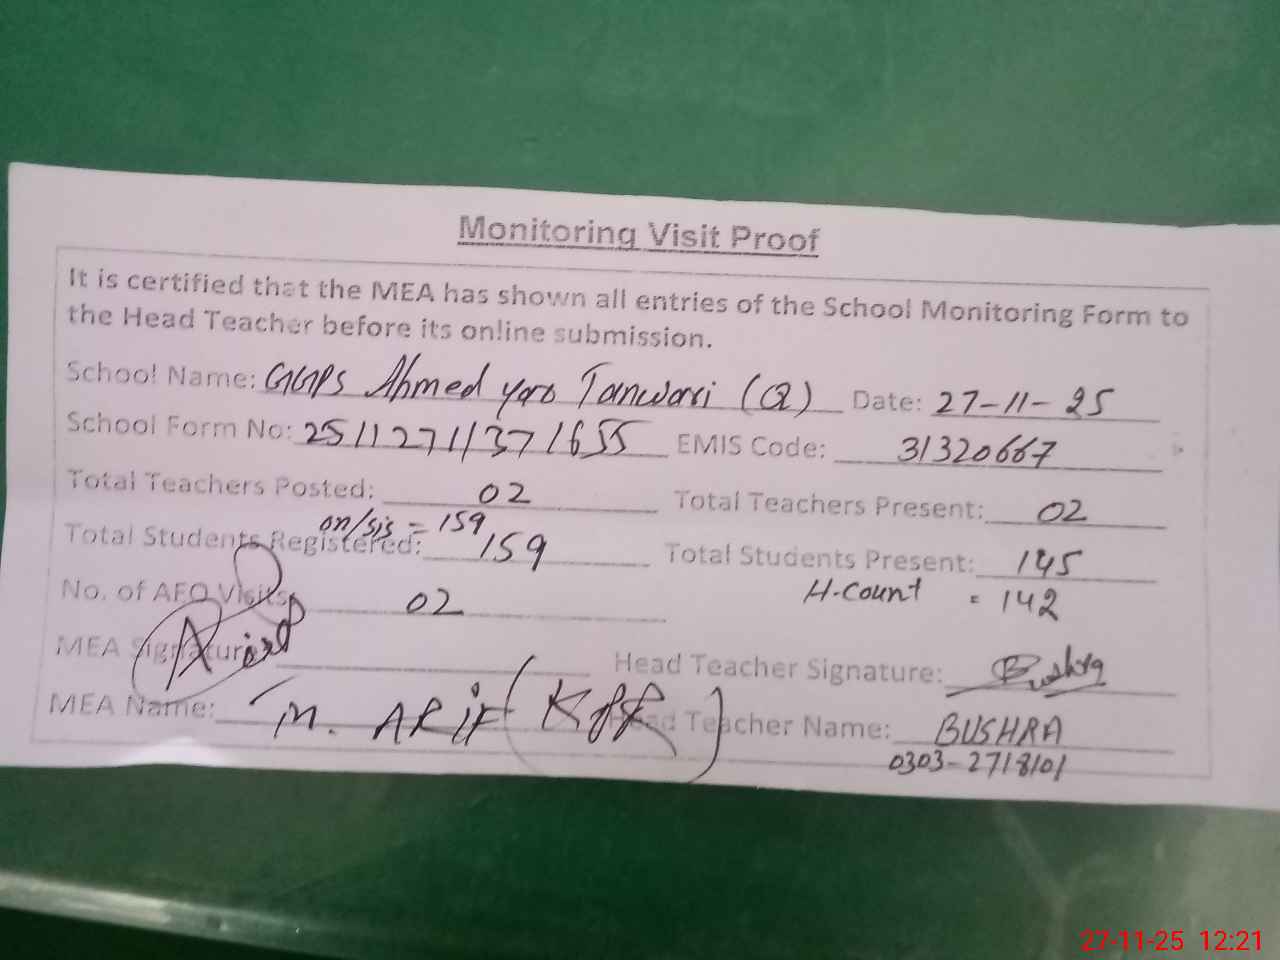 Monitoring Visit Proof
It is certified that the MEA has shown all entries of the School Monitoring Form to
the Head Teacher before its online submission.
School Name: GGPS Ahmed yar Tanwari (Q) Date: 27-11-25
School Form No: 2511271137 1655 EMIS Code: 31320667
Total Teachers Posted: 02 Total Teachers Present: 02
on/sis = 159
Total Students Registered: 159 Total Students Present: 145
H-Count = 142
No. of AEO Visits: 02
MEA Signature: Head Teacher Signature: Bushra
MEA Name: M. ARIF Head Teacher Name: BUSHRA
0303-2718101
27-11-25 12:21